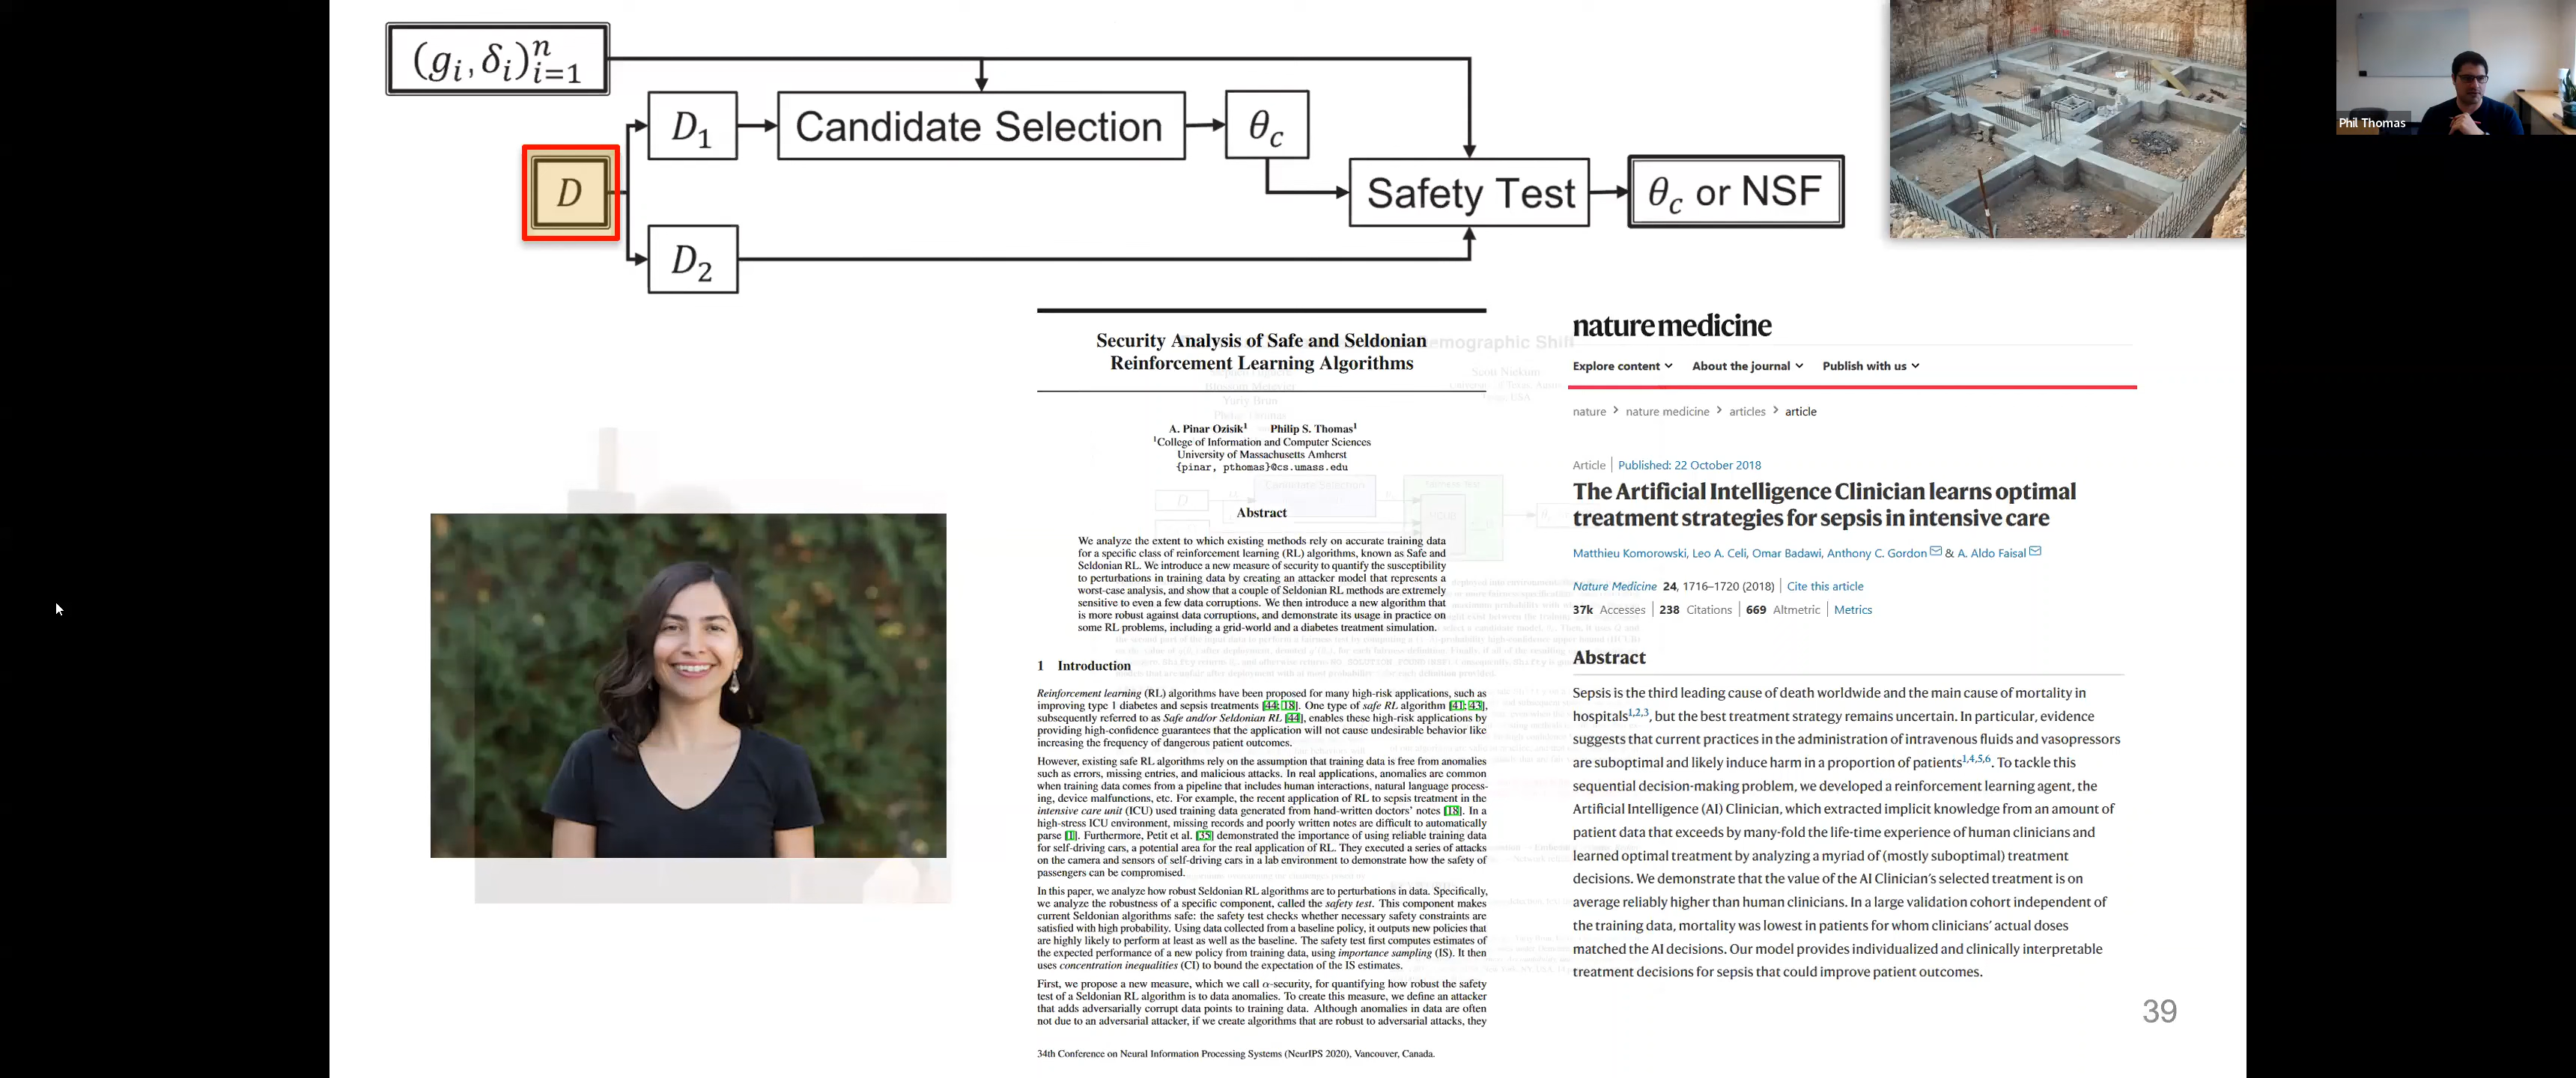 (gᵢ, δᵢ)ⁿᵢ₌₁
D₁
Candidate Selection
θ_c
D
Safety Test
θ_c or NSF
D₂
Phil Thomas
Security Analysis of Safe and Seldonian
Reinforcement Learning Algorithms
A. Pinar Ozisik¹ Philip S. Thomas¹
¹College of Information and Computer Sciences
University of Massachusetts Amherst
{pinar, pthomas}@cs.umass.edu
Abstract
We analyze the extent to which existing methods rely on accurate training data
for a specific class of reinforcement learning (RL) algorithms, known as Safe and
Seldonian RL. We introduce a new measure of security to quantify the susceptibility
to perturbations in training data by creating an attacker model that represents a
worst-case analysis, and show that a couple of Seldonian RL methods are extremely
sensitive to even a few data corruptions. We then introduce a new algorithm that
is more robust against data corruptions, and demonstrate its usage in practice on
some RL problems, including a grid-world and a diabetes treatment simulation.
1 Introduction
Reinforcement learning (RL) algorithms have been proposed for many high-risk applications, such as
improving type 1 diabetes and sepsis treatments [44; 18]. One type of safe RL algorithm [41; 43],
subsequently referred to as Safe and/or Seldonian RL [44], enables these high-risk applications by
providing high-confidence guarantees that the application will not cause undesirable behavior like
increasing the frequency of dangerous patient outcomes.
However, existing safe RL algorithms rely on the assumption that training data is free from anomalies
such as errors, missing entries, and malicious attacks. In real applications, anomalies are common
when training data comes from a pipeline that includes human interactions, natural language process-
ing, device malfunctions, etc. For example, the recent application of RL to sepsis treatment in the
intensive care unit (ICU) used training data generated from hand-written doctors' notes [18]. In a
high-stress ICU environment, missing records and poorly written notes are difficult to automatically
parse [1]. Furthermore, Petit et al. [35] demonstrated the importance of using reliable training data
for self-driving cars, a potential area for the real application of RL. They executed a series of attacks
on the camera and sensors of self-driving cars in a lab environment to demonstrate how the safety of
passengers can be compromised.
In this paper, we analyze how robust Seldonian RL algorithms are to perturbations in data. Specifically,
we analyze the robustness of a specific component, called the safety test. This component makes
current Seldonian algorithms safe: the safety test checks whether necessary safety constraints are
satisfied with high probability. Using data collected from a baseline policy, it outputs new policies that
are highly likely to perform at least as well as the baseline. The safety test first computes estimates of
the expected performance of a new policy from training data, using importance sampling (IS). It then
uses concentration inequalities (CI) to bound the expectation of the IS estimates.
First, we propose a new measure, which we call α-security, for quantifying how robust the safety
test of a Seldonian RL algorithm is to data anomalies. To create this measure, we define an attacker
that adds adversarially corrupt data points to training data. Although anomalies in data are often
not due to an adversarial attacker, if we create algorithms that are robust to adversarial attacks, they
34th Conference on Neural Information Processing Systems (NeurIPS 2020), Vancouver, Canada.
nature medicine
Explore content About the journal Publish with us
nature > nature medicine > articles > article
Article | Published: 22 October 2018
The Artificial Intelligence Clinician learns optimal
treatment strategies for sepsis in intensive care
Matthieu Komorowski, Leo A. Celi, Omar Badawi, Anthony C. Gordon & A. Aldo Faisal
Nature Medicine 24, 1716–1720 (2018) | Cite this article
37k Accesses | 238 Citations | 669 Altmetric | Metrics
Abstract
Sepsis is the third leading cause of death worldwide and the main cause of mortality in
hospitals¹,²,³, but the best treatment strategy remains uncertain. In particular, evidence
suggests that current practices in the administration of intravenous fluids and vasopressors
are suboptimal and likely induce harm in a proportion of patients¹,⁴,⁵,⁶. To tackle this
sequential decision-making problem, we developed a reinforcement learning agent, the
Artificial Intelligence (AI) Clinician, which extracted implicit knowledge from an amount of
patient data that exceeds by many-fold the life-time experience of human clinicians and
learned optimal treatment by analyzing a myriad of (mostly suboptimal) treatment
decisions. We demonstrate that the value of the AI Clinician's selected treatment is on
average reliably higher than human clinicians. In a large validation cohort independent of
the training data, mortality was lowest in patients for whom clinicians' actual doses
matched the AI decisions. Our model provides individualized and clinically interpretable
treatment decisions for sepsis that could improve patient outcomes.
39